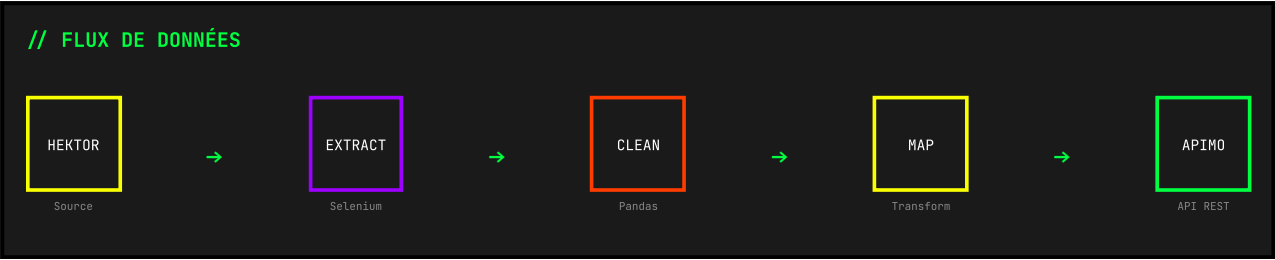 // FLUX DE DONNÉES
HEKTOR → EXTRACT → CLEAN → MAP → APIMO
Source Selenium Pandas Transform API REST